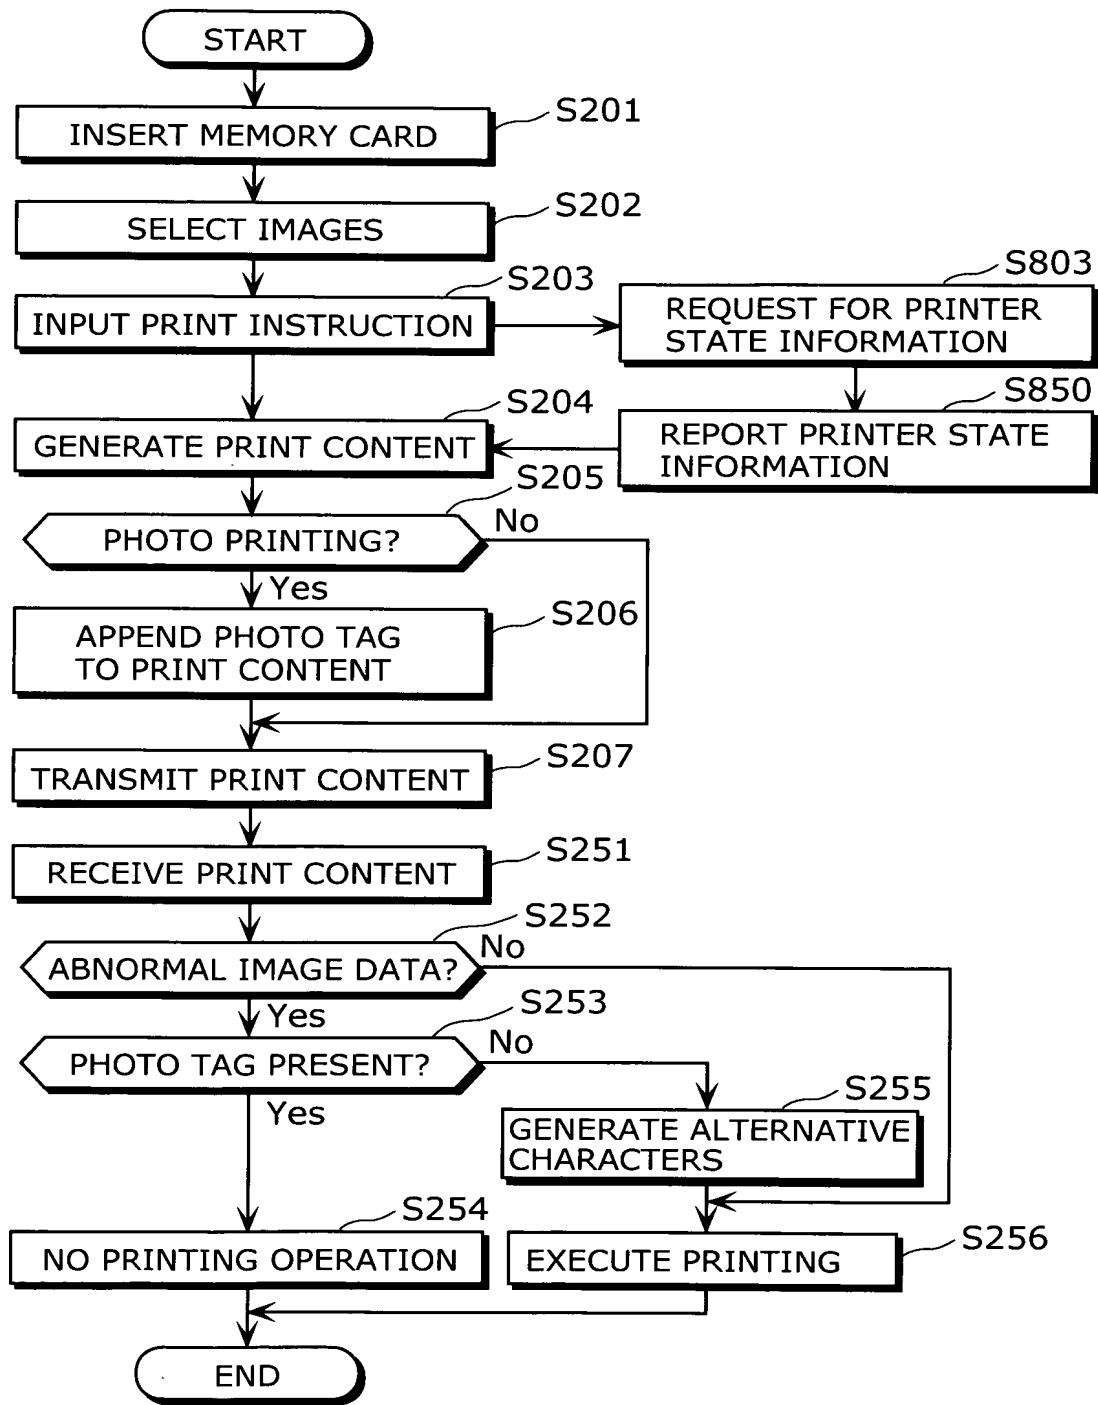 START
S201
INSERT MEMORY CARD
S202
SELECT IMAGES
S203
INPUT PRINT INSTRUCTION
S803
REQUEST FOR PRINTER
STATE INFORMATION
S850
REPORT PRINTER STATE
INFORMATION
S204
GENERATE PRINT CONTENT
S205
PHOTO PRINTING?
No
Yes
S206
APPEND PHOTO TAG
TO PRINT CONTENT
S207
TRANSMIT PRINT CONTENT
S251
RECEIVE PRINT CONTENT
S252
ABNORMAL IMAGE DATA?
No
Yes
S253
PHOTO TAG PRESENT?
No
Yes
S255
GENERATE ALTERNATIVE
CHARACTERS
S254
NO PRINTING OPERATION
S256
EXECUTE PRINTING
END